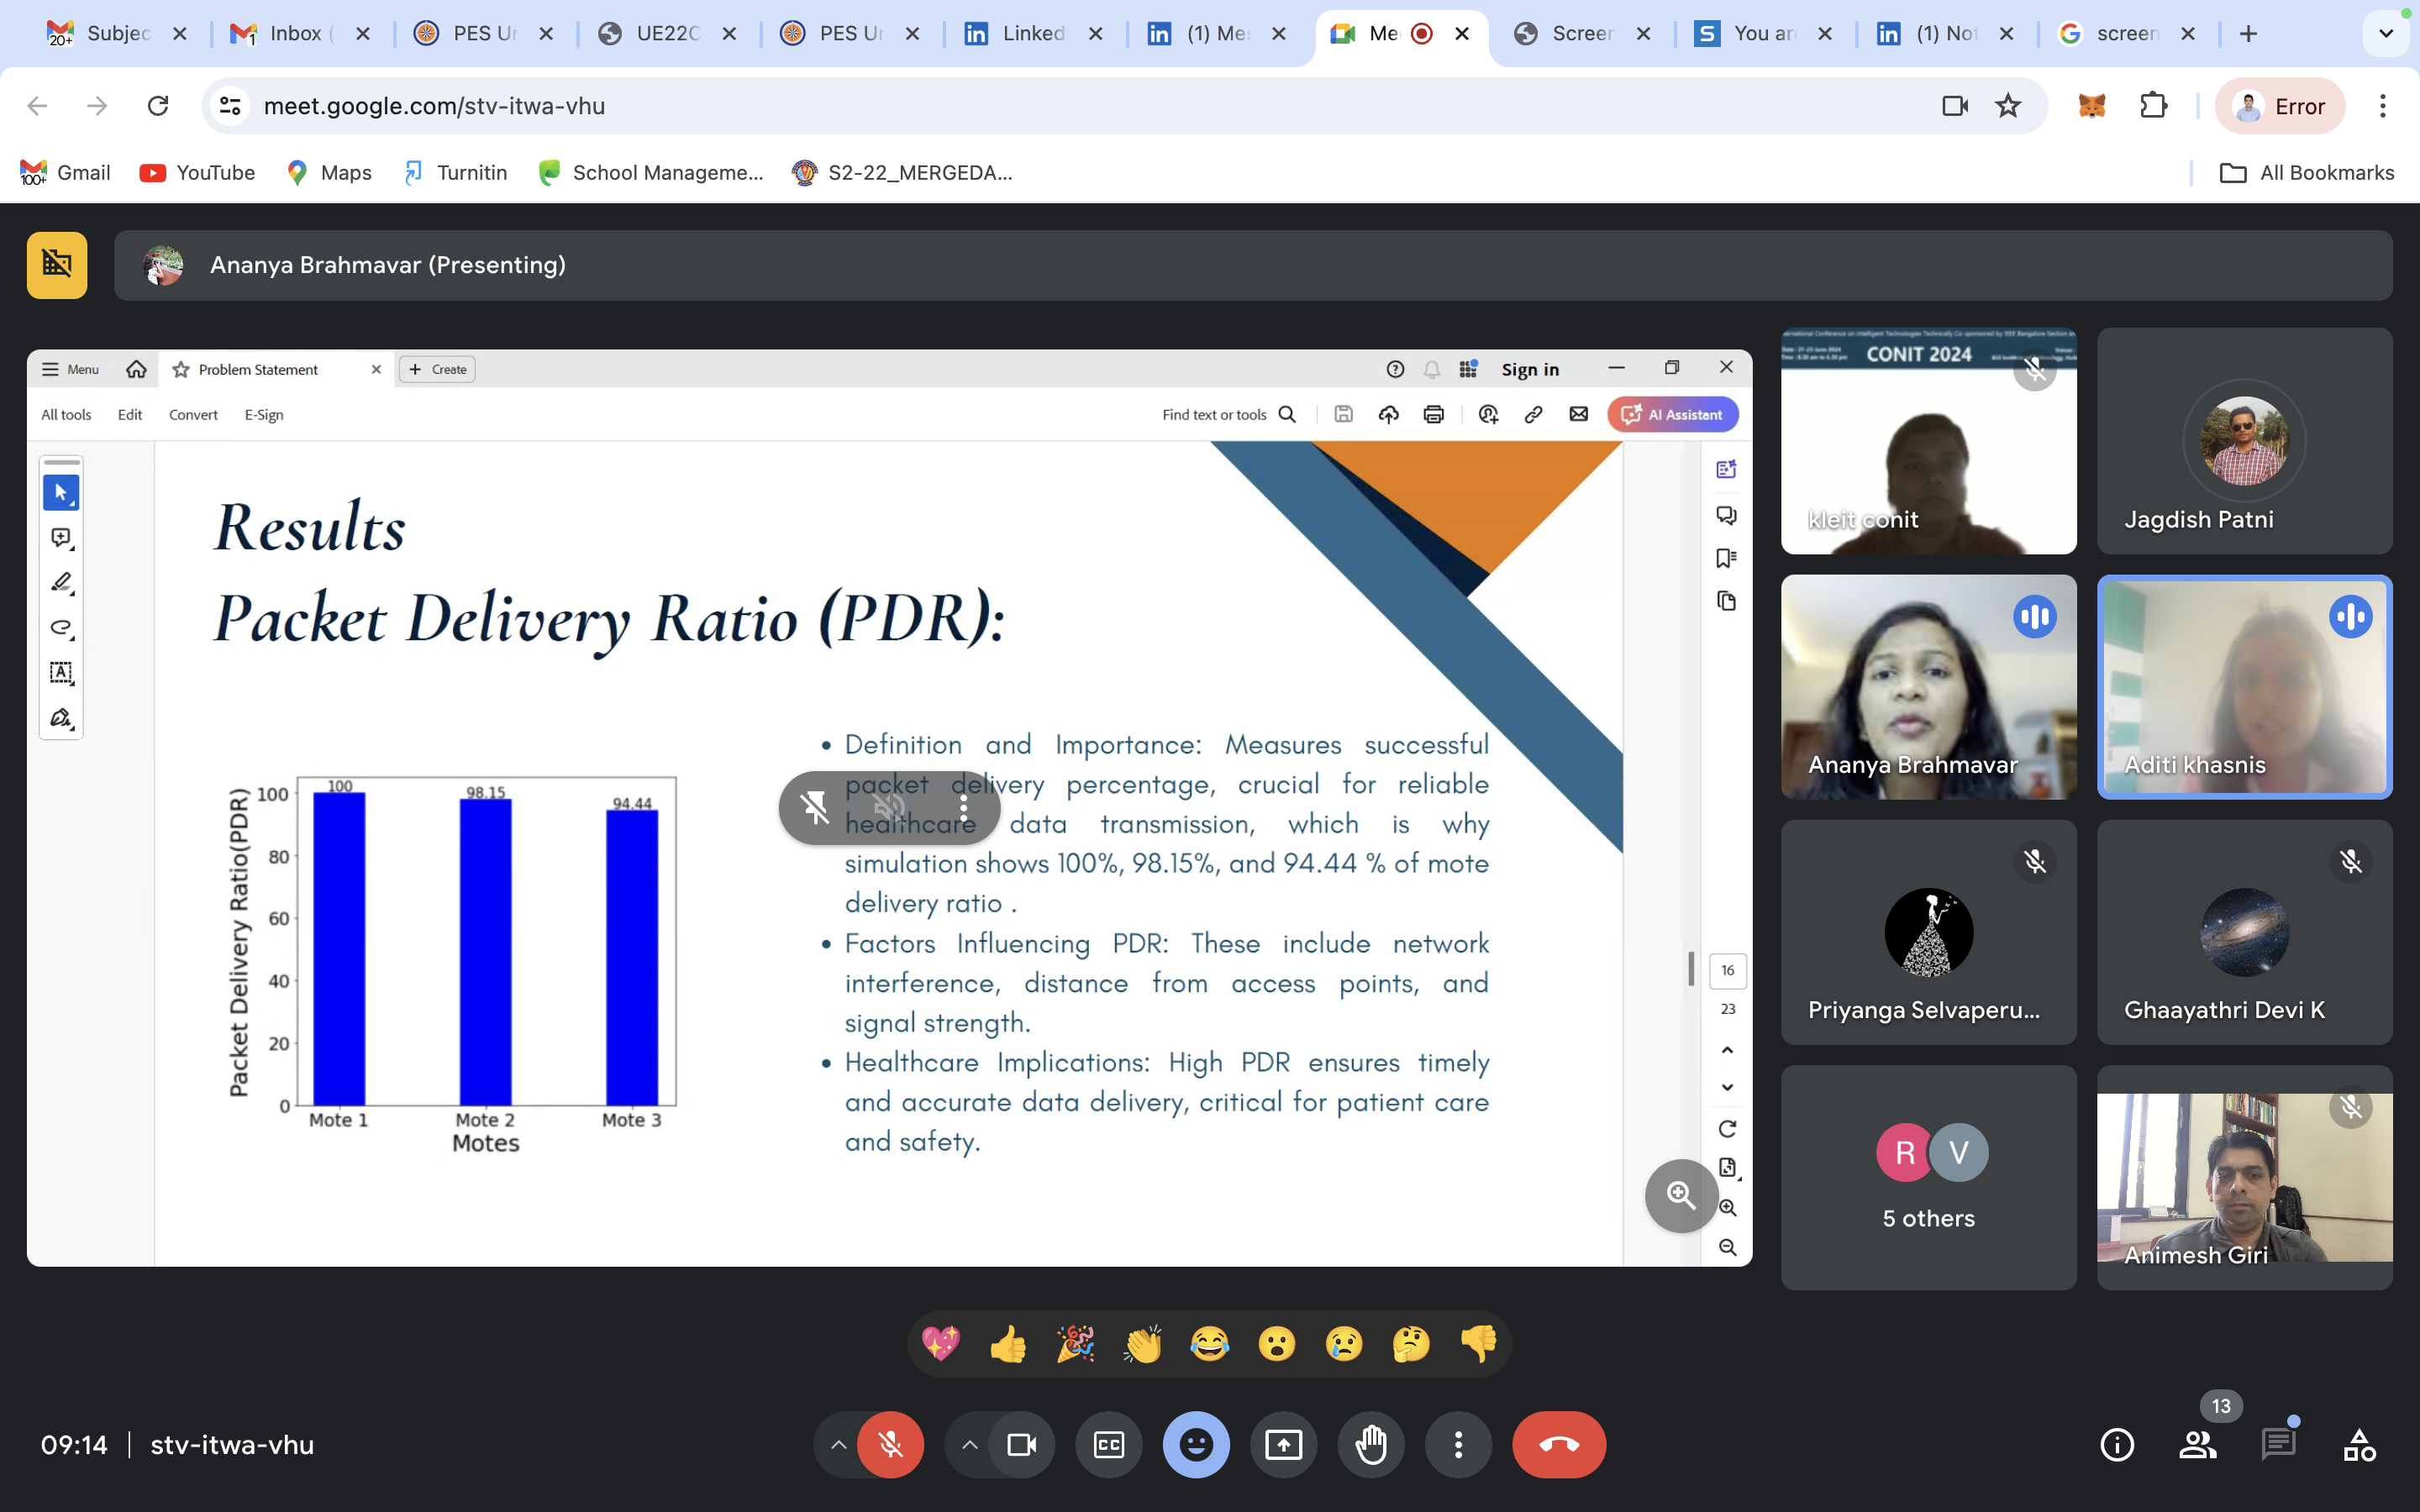 Subjec
Inbox (
PES Un
UE22C
PES Un
Linked
(1) Mes
Me
Screen
You are
(1) Not
screen
meet.google.com/stv-itwa-vhu
Error
Gmail
YouTube
Maps
Turnitin
School Manageme...
S2-22_MERGEDA...
All Bookmarks
Ananya Brahmavar (Presenting)
Menu
Problem Statement
Create
Sign in
All tools
Edit
Convert
E-Sign
Find text or tools
AI Assistant
Results
Packet Delivery Ratio (PDR):
Packet Delivery Ratio(PDR)
100
80
60
40
20
0
100
98.15
94.44
Mote 1
Mote 2
Mote 3
Motes
• Definition and Importance: Measures successful
packet delivery percentage, crucial for reliable
healthcare data transmission, which is why
simulation shows 100%, 98.15%, and 94.44 % of mote
delivery ratio .
• Factors Influencing PDR: These include network
interference, distance from access points, and
signal strength.
• Healthcare Implications: High PDR ensures timely
and accurate data delivery, critical for patient care
and safety.
16
23
CONIT 2024
kleit conit
Jagdish Patni
Ananya Brahmavar
Aditi khasnis
Priyanga Selvaperu...
Ghaayathri Devi K
R
V
5 others
Animesh Giri
09:14
stv-itwa-vhu
CC
13